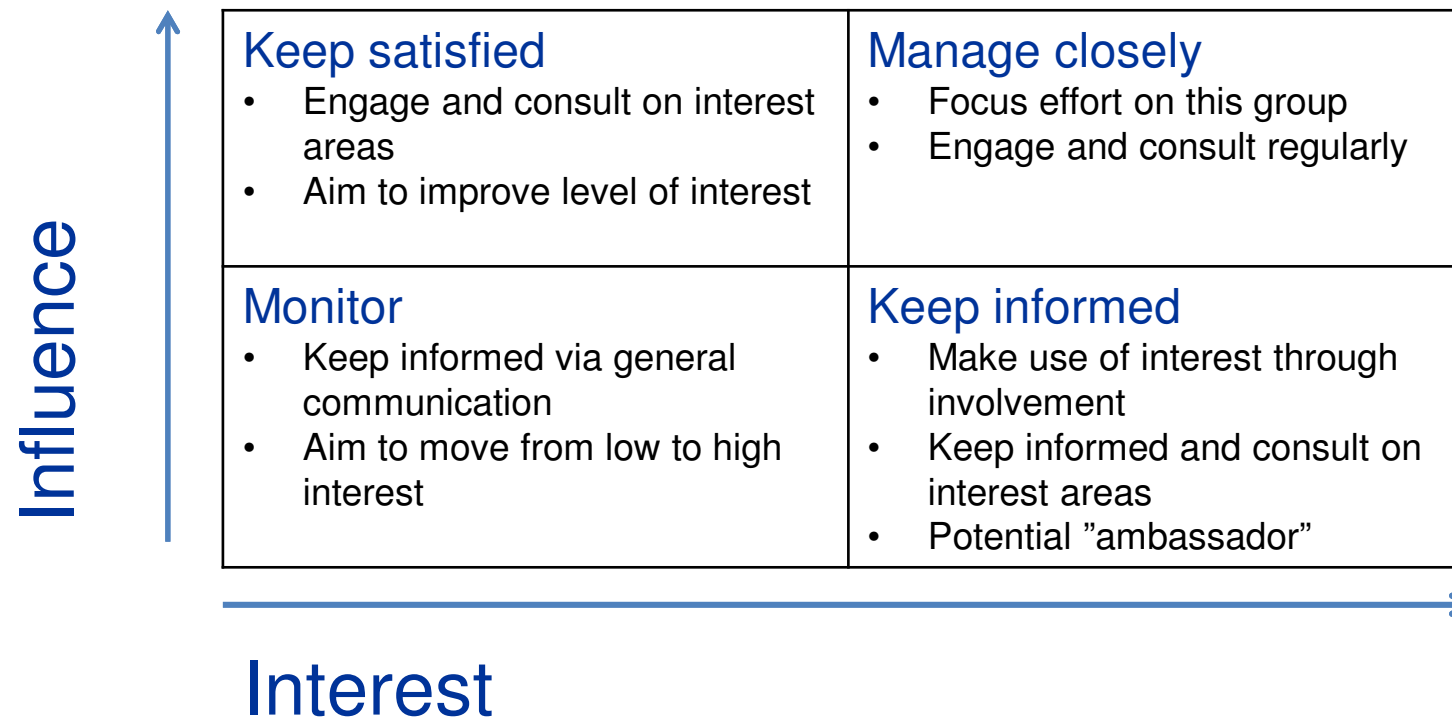 Influence
Keep satisfied
• Engage and consult on interest
areas
• Aim to improve level of interest
Manage closely
• Focus effort on this group
• Engage and consult regularly
Monitor
• Keep informed via general
communication
• Aim to move from low to high
interest
Keep informed
• Make use of interest through
involvement
• Keep informed and consult on
interest areas
• Potential ”ambassador”
Interest